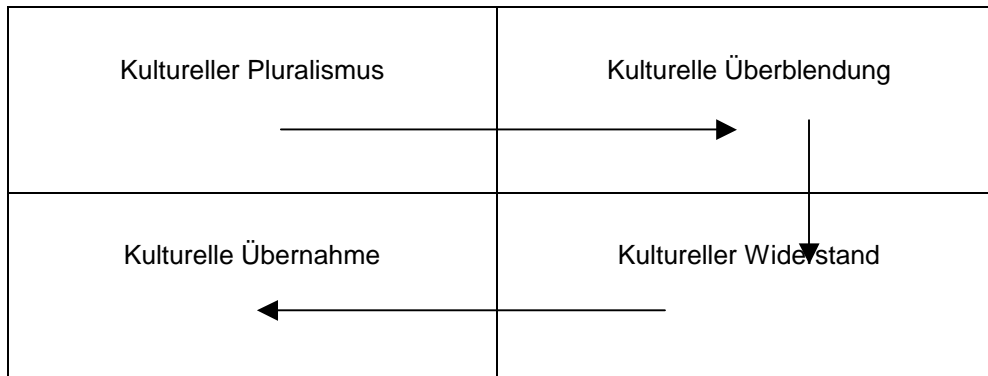 Kultureller Pluralismus
Kulturelle Überblendung
Kulturelle Übernahme
Kultureller Widerstand